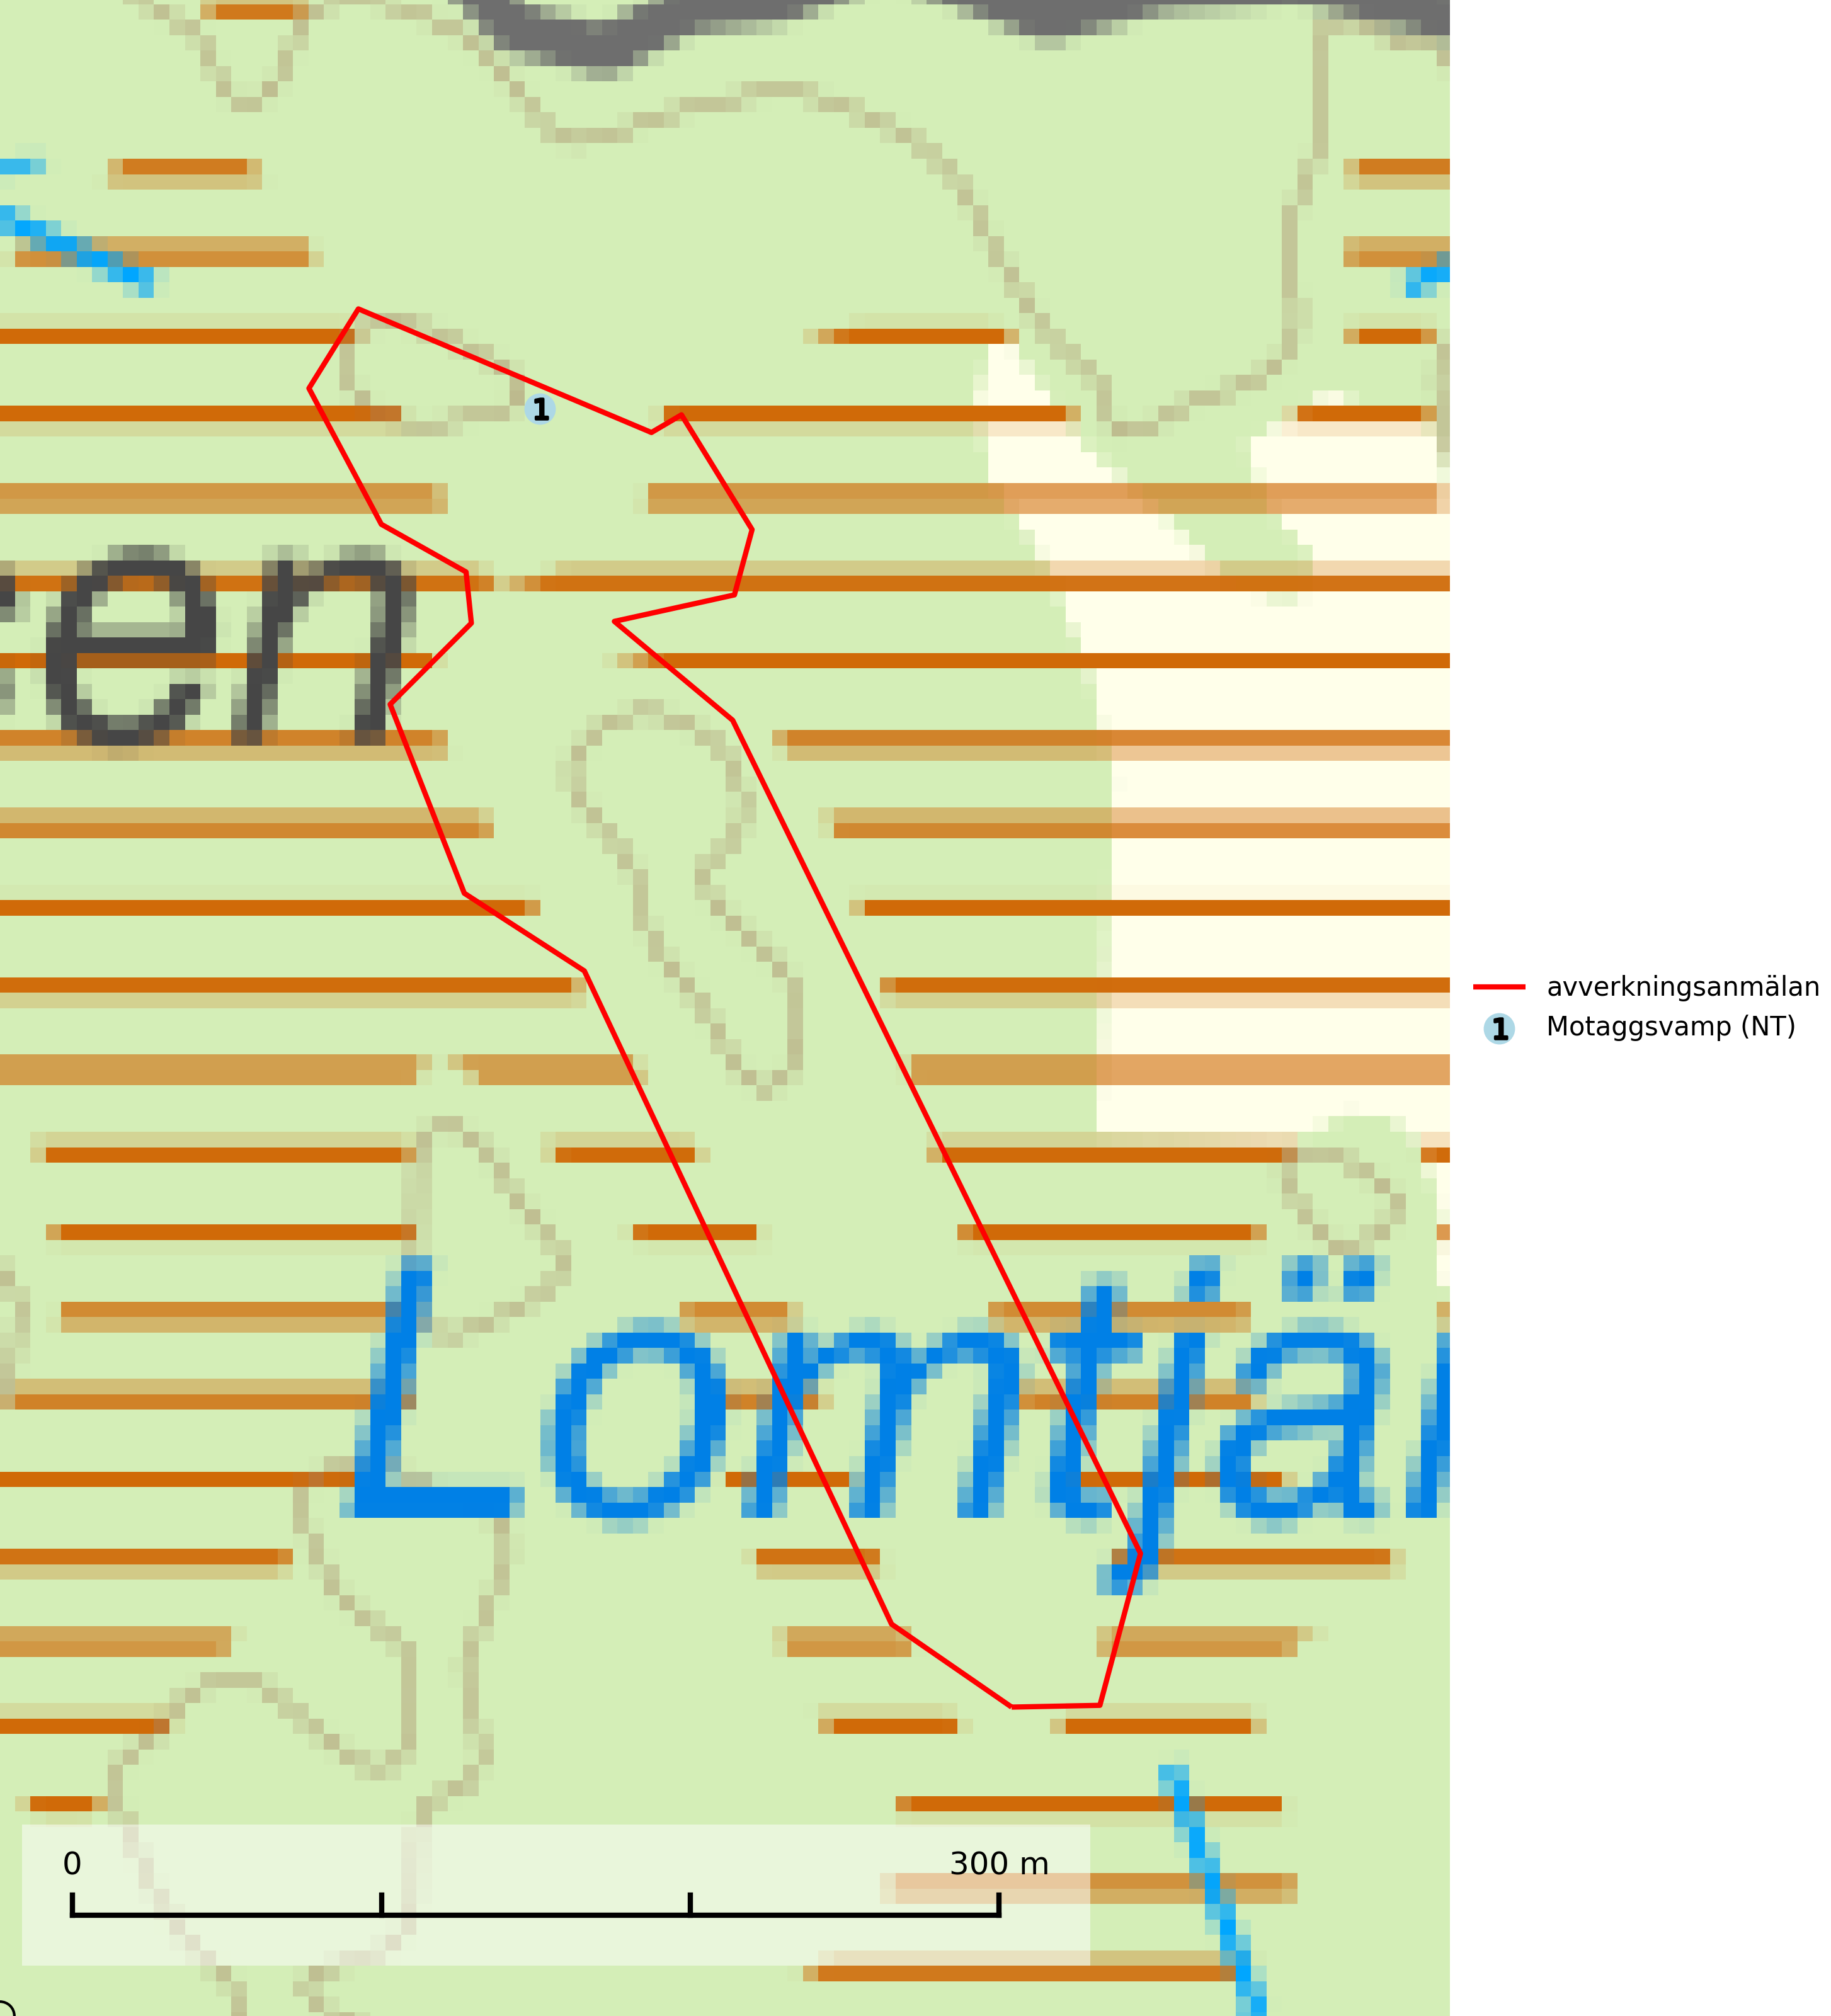 1
en
avverkningsanmälan
1 Motaggsvamp (NT)
Lomtjä
0 300 m